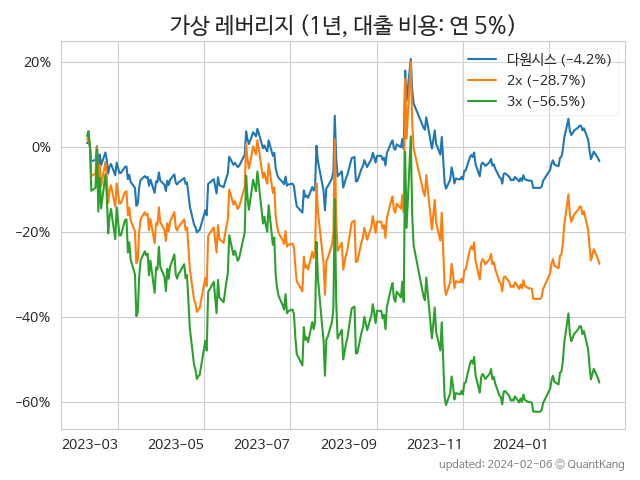 가상 레버리지 (1년, 대출 비용: 연 5%)
다원시스 (−4.2%)
2x (−28.7%)
3x (−56.5%)
20%
0%
−20%
−40%
−60%
2023-03 2023-05 2023-07 2023-09 2023-11 2024-01
updated: 2024-02-06 © QuantKang